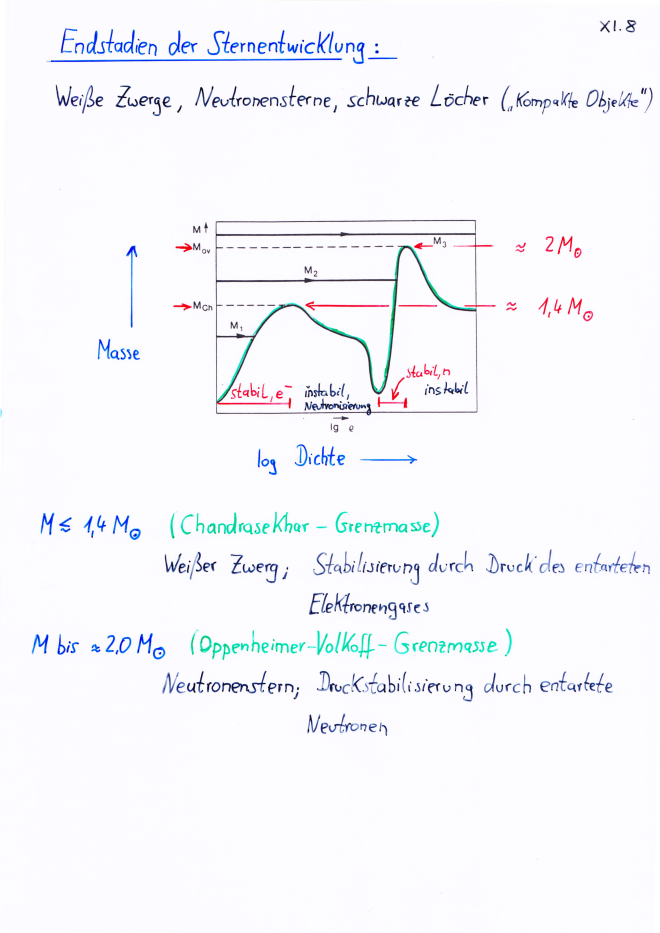 XI.8
Endstadien der Sternentwicklung:
Weiße Zwerge, Neutronensterne, schwarze Löcher („Kompakte Objekte")
M
M_ov
M_3
≈ 2 M_⊙
M_2
M_Ch
≈ 1,4 M_⊙
M_1
Masse
stabil, n
stabil, e⁻ instabil, instabil
Neutronisierung
lg ϱ
log Dichte
M ≲ 1,4 M_⊙ (Chandrasekhar - Grenzmasse)
Weißer Zwerg; Stabilisierung durch Druck des entarteten
Elektronengases
M bis ≈ 2,0 M_⊙ (Oppenheimer-Volkoff - Grenzmasse)
Neutronenstern; Druckstabilisierung durch entartete
Neutronen